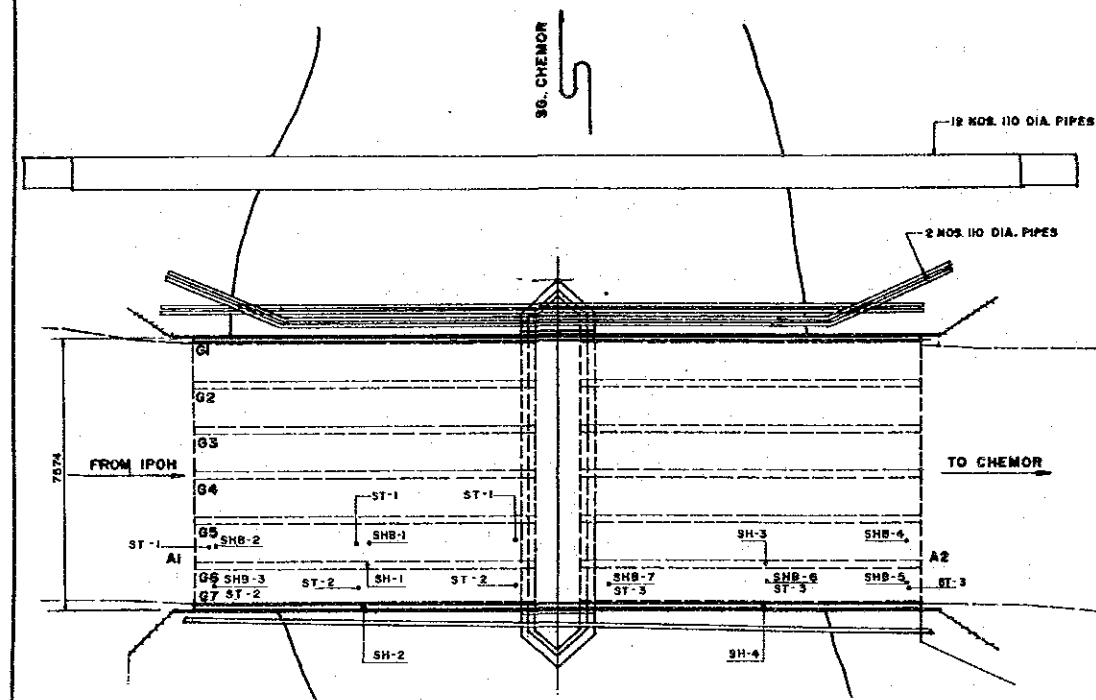 SG. CHEMOR
12 NOS. 110 DIA. PIPES
2 NOS. 110 DIA. PIPES
G1
G2
G3
7574
FROM IPOH
TO CHEMOR
G4
ST-1
ST-1
G5
ST-1
SHB-2
SHB-1
SH-3
SHB-4
A1
A2
G6
SHB-3
ST-2
SH-1
ST-2
SHB-7
SHB-6
SHB-5
G7
ST-2
ST-3
ST-3
ST-3
SH-2
SH-4